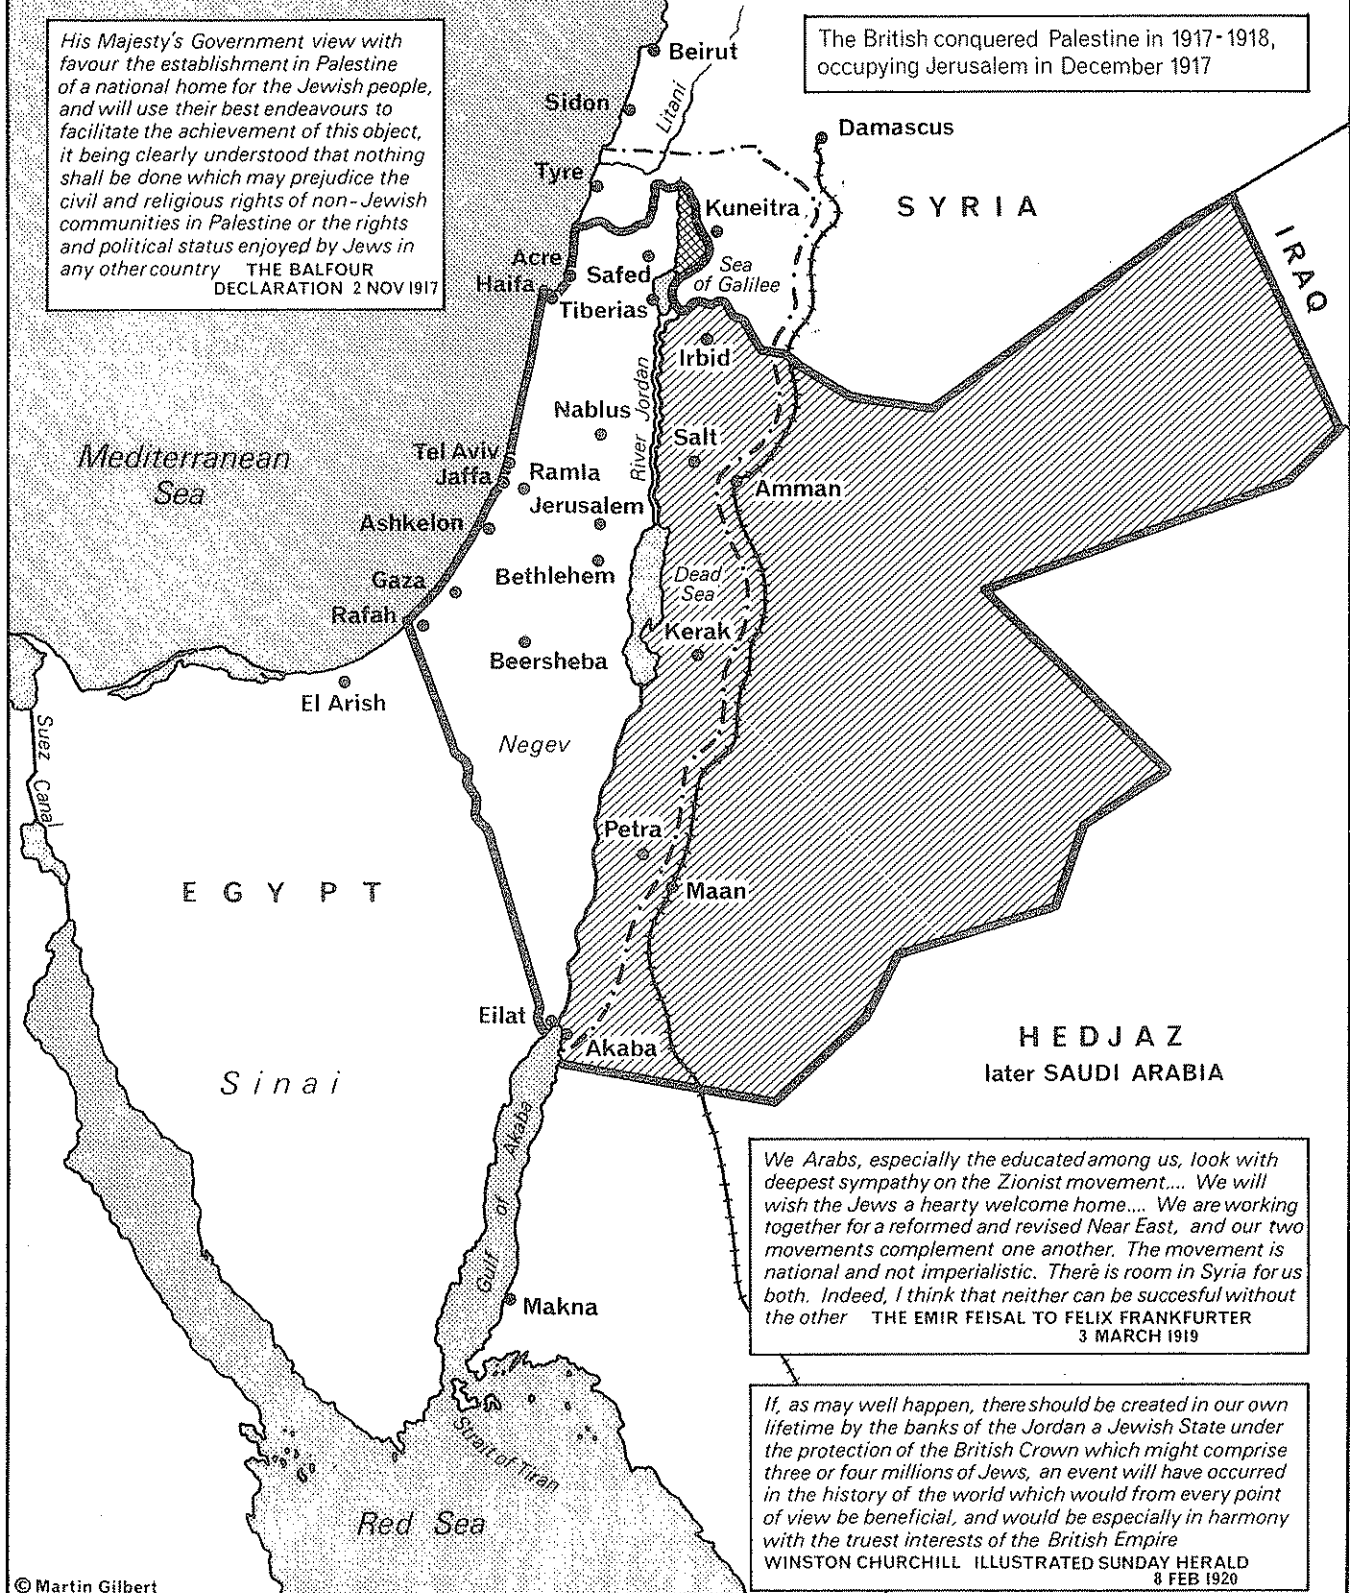 His Majesty's Government view with
favour the establishment in Palestine
of a national home for the Jewish people,
and will use their best endeavours to
facilitate the achievement of this object,
it being clearly understood that nothing
shall be done which may prejudice the
civil and religious rights of non-Jewish
communities in Palestine or the rights
and political status enjoyed by Jews in
any other country THE BALFOUR
DECLARATION 2 NOV 1917
The British conquered Palestine in 1917-1918,
occupying Jerusalem in December 1917
Beirut
Sidon
Litani
Damascus
Tyre
Kuneitra
SYRIA
IRAQ
Acre
Haifa
Safed
Sea
of Galilee
Tiberias
Irbid
River Jordan
Nablus
Salt
Mediterranean
Sea
Tel Aviv
Jaffa
Ramla
Jerusalem
Amman
Ashkelon
Bethlehem
Dead
Sea
Gaza
Rafah
Kerak
Beersheba
El Arish
Negev
Suez Canal
Petra
EGYPT
Maan
Eilat
Akaba
HEDJAZ
later SAUDI ARABIA
Sinai
Gulf of Akaba
Makna
We Arabs, especially the educated among us, look with
deepest sympathy on the Zionist movement.... We will
wish the Jews a hearty welcome home.... We are working
together for a reformed and revised Near East, and our two
movements complement one another. The movement is
national and not imperialistic. There is room in Syria for us
both. Indeed, I think that neither can be succesful without
the other THE EMIR FEISAL TO FELIX FRANKFURTER
3 MARCH 1919
Strait of Tiran
Red Sea
If, as may well happen, there should be created in our own
lifetime by the banks of the Jordan a Jewish State under
the protection of the British Crown which might comprise
three or four millions of Jews, an event will have occurred
in the history of the world which would from every point
of view be beneficial, and would be especially in harmony
with the truest interests of the British Empire
WINSTON CHURCHILL ILLUSTRATED SUNDAY HERALD
8 FEB 1920
© Martin Gilbert